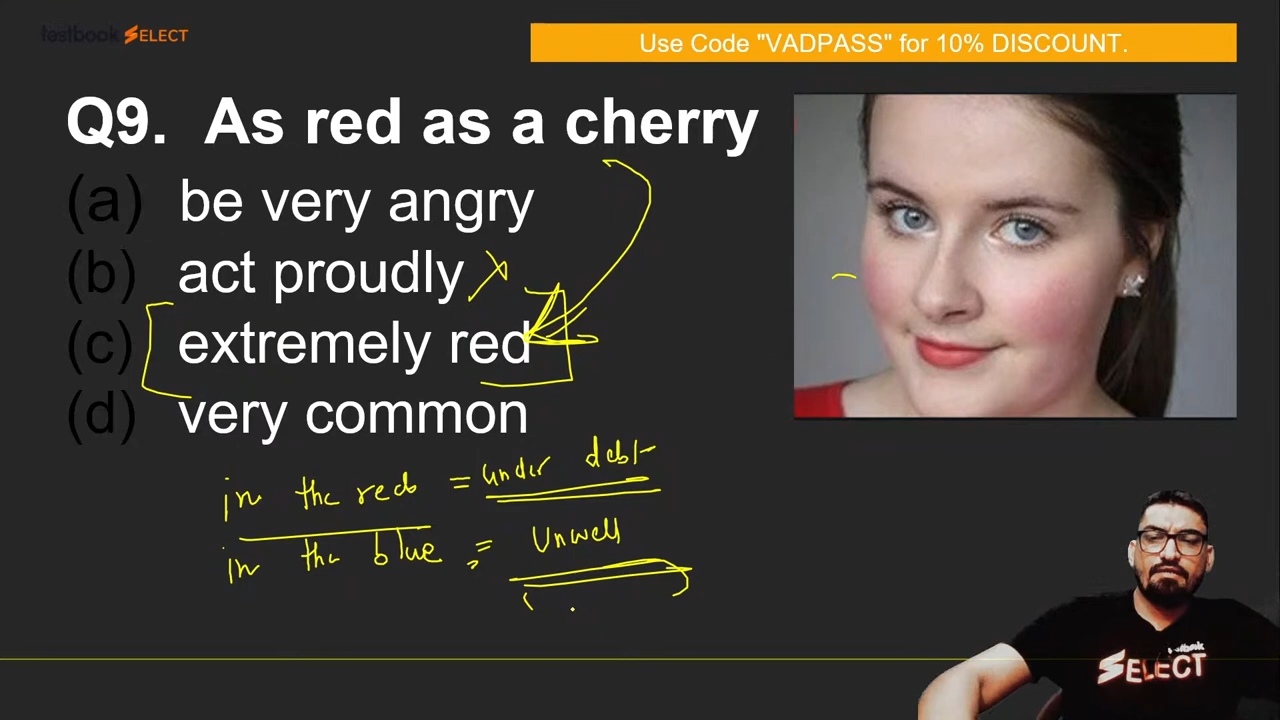 testbook SELECT
Use Code "VADPASS" for 10% DISCOUNT.
Q9. As red as a cherry
(a) be very angry
(b) act proudly
(c) extremely red
(d) very common
in the red = under debt
in the blue = Unwell
testbook
SELECT